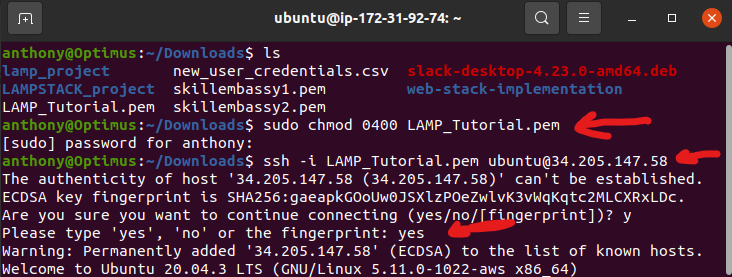 ubuntu@ip-172-31-92-74: ~
anthony@Optimus:~/Downloads$ ls
lamp_project new_user_credentials.csv slack-desktop-4.23.0-amd64.deb
LAMPSTACK_project skillembassy1.pem web-stack-implementation
LAMP_Tutorial.pem skillembassy2.pem
anthony@Optimus:~/Downloads$ sudo chmod 0400 LAMP_Tutorial.pem
[sudo] password for anthony:
anthony@Optimus:~/Downloads$ ssh -i LAMP_Tutorial.pem ubuntu@34.205.147.58
The authenticity of host '34.205.147.58 (34.205.147.58)' can't be established.
ECDSA key fingerprint is SHA256:gaeapkGOoUw0JSXlzPOeZwlvK3vWqKqtc2MLCXRxLDc.
Are you sure you want to continue connecting (yes/no/[fingerprint])? y
Please type 'yes', 'no' or the fingerprint: yes
Warning: Permanently added '34.205.147.58' (ECDSA) to the list of known hosts.
Welcome to Ubuntu 20.04.3 LTS (GNU/Linux 5.11.0-1022-aws x86_64)